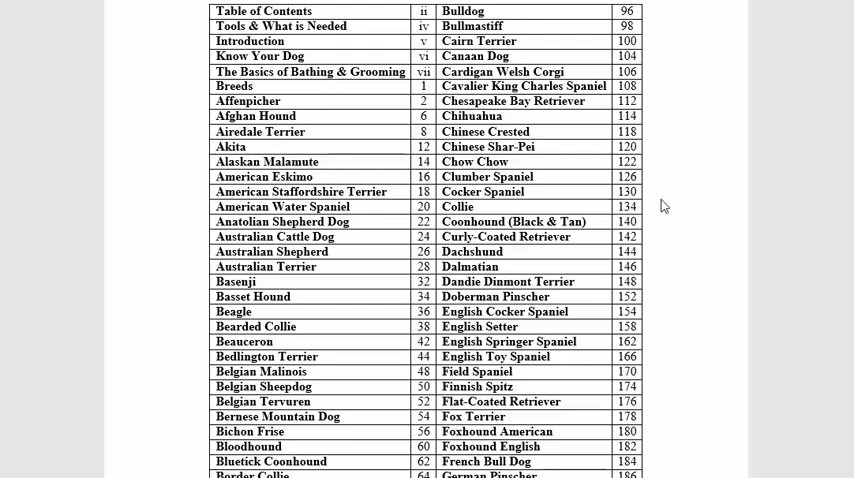 Table of Contents ii Bulldog 96
Tools & What is Needed iv Bullmastiff 98
Introduction v Cairn Terrier 100
Know Your Dog vi Canaan Dog 104
The Basics of Bathing & Grooming vii Cardigan Welsh Corgi 106
Breeds 1 Cavalier King Charles Spaniel 108
Affenpicher 2 Chesapeake Bay Retriever 112
Afghan Hound 6 Chihuahua 114
Airedale Terrier 8 Chinese Crested 118
Akita 12 Chinese Shar-Pei 120
Alaskan Malamute 14 Chow Chow 122
American Eskimo 16 Clumber Spaniel 126
American Staffordshire Terrier 18 Cocker Spaniel 130
American Water Spaniel 20 Collie 134
Anatolian Shepherd Dog 22 Coonhound (Black & Tan) 140
Australian Cattle Dog 24 Curly-Coated Retriever 142
Australian Shepherd 26 Dachshund 144
Australian Terrier 28 Dalmatian 146
Basenji 32 Dandie Dinmont Terrier 148
Basset Hound 34 Doberman Pinscher 152
Beagle 36 English Cocker Spaniel 154
Bearded Collie 38 English Setter 158
Beauceron 42 English Springer Spaniel 162
Bedlington Terrier 44 English Toy Spaniel 166
Belgian Malinois 48 Field Spaniel 170
Belgian Sheepdog 50 Finnish Spitz 174
Belgian Tervuren 52 Flat-Coated Retriever 176
Bernese Mountain Dog 54 Fox Terrier 178
Bichon Frise 56 Foxhound American 180
Bloodhound 60 Foxhound English 182
Bluetick Coonhound 62 French Bull Dog 184
Border Collie 64 German Pinscher 186